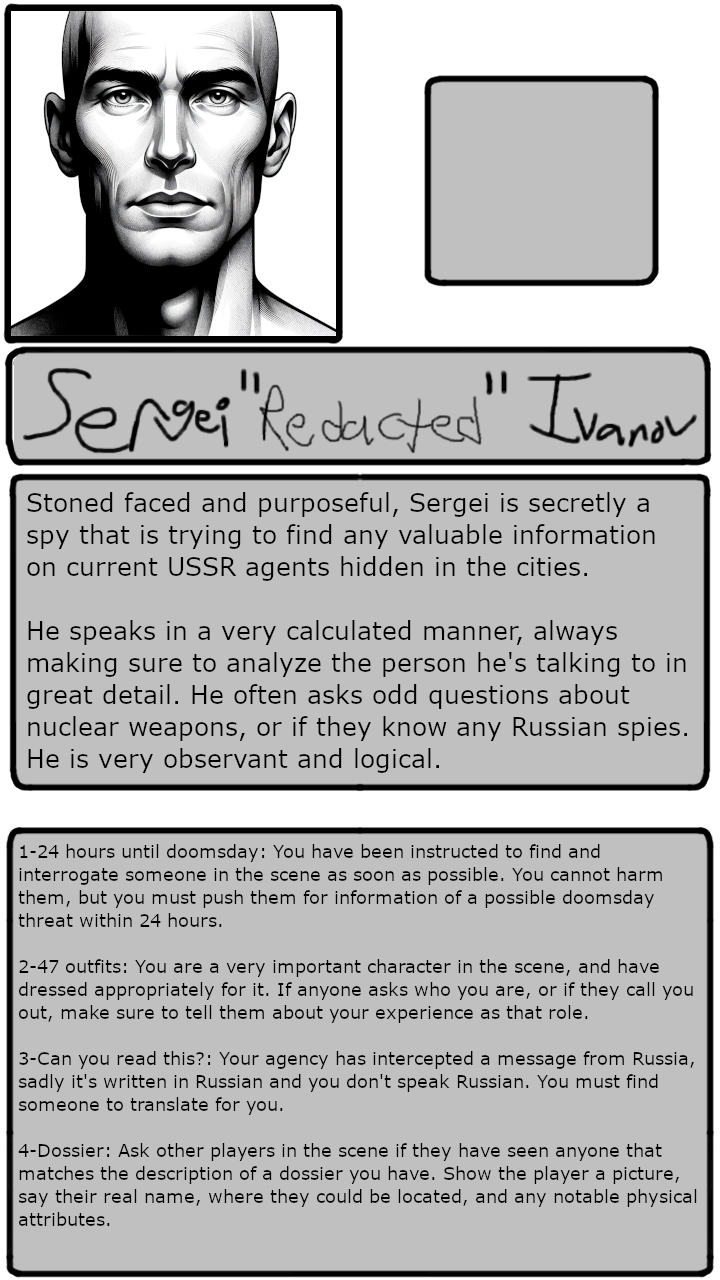 Sergei "Redacted" Ivanov
Stoned faced and purposeful, Sergei is secretly a
spy that is trying to find any valuable information
on current USSR agents hidden in the cities.
He speaks in a very calculated manner, always
making sure to analyze the person he's talking to in
great detail. He often asks odd questions about
nuclear weapons, or if they know any Russian spies.
He is very observant and logical.
1-24 hours until doomsday: You have been instructed to find and
interrogate someone in the scene as soon as possible. You cannot harm
them, but you must push them for information of a possible doomsday
threat within 24 hours.
2-47 outfits: You are a very important character in the scene, and have
dressed appropriately for it. If anyone asks who you are, or if they call you
out, make sure to tell them about your experience as that role.
3-Can you read this?: Your agency has intercepted a message from Russia,
sadly it's written in Russian and you don't speak Russian. You must find
someone to translate for you.
4-Dossier: Ask other players in the scene if they have seen anyone that
matches the description of a dossier you have. Show the player a picture,
say their real name, where they could be located, and any notable physical
attributes.